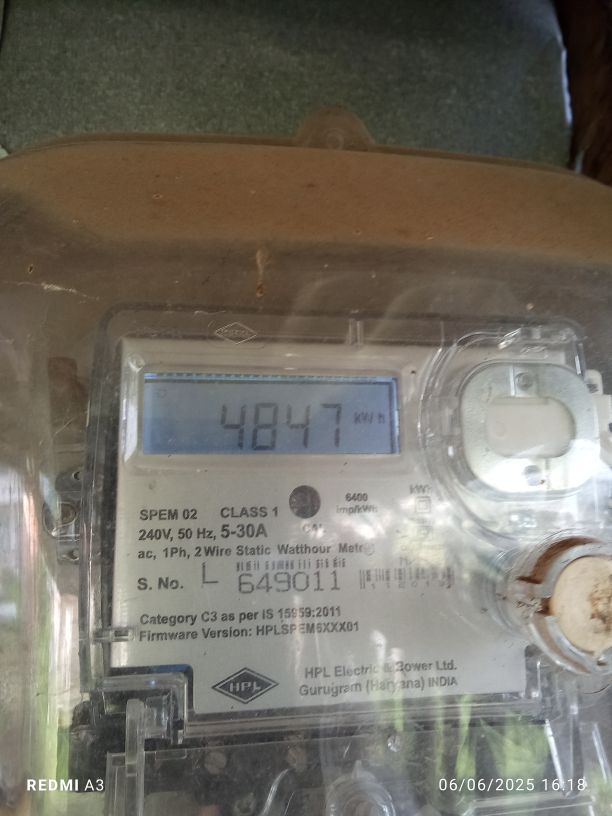 4847 kWh
SPEM 02 CLASS 1 6400 imp/kWh
240V, 50 Hz, 5-30A CAL
ac, 1Ph, 2 Wire Static Watthour
S. No. L 649011
Category C3 as per IS 15959:2011
Firmware Version: HPLSPEM6XXX01
HPL
HPL Electric & Power Ltd.
Gurugram (Haryana) INDIA
REDMI A3
06/06/2025 16:18